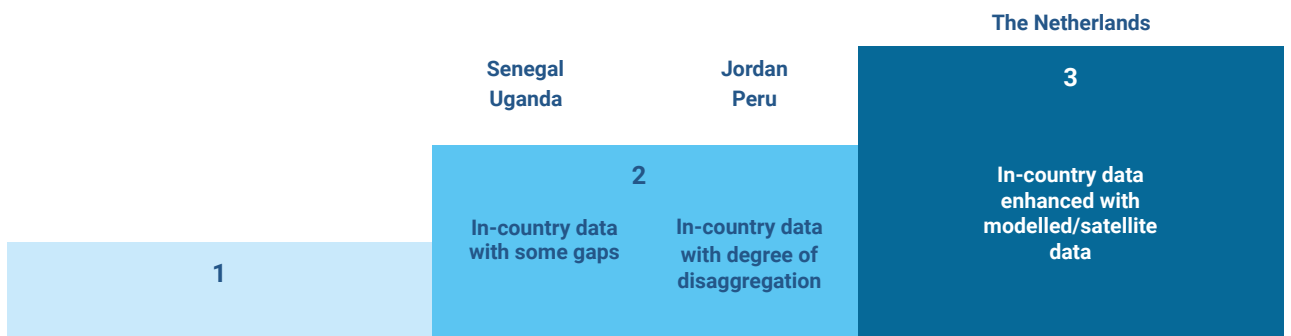 The Netherlands
Senegal
Uganda
Jordan
Peru
3
2
In-country data
enhanced with
modelled/satellite
data
In-country data
with some gaps
In-country data
with degree of
disaggregation
1